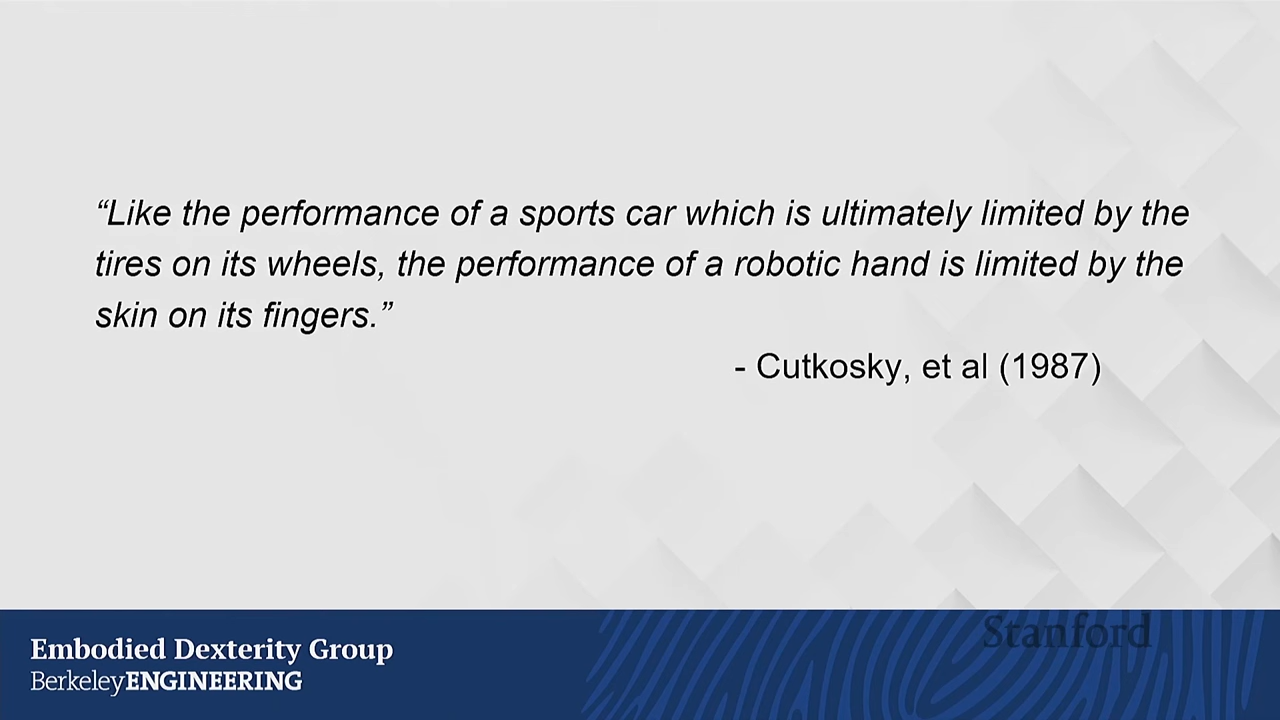 “Like the performance of a sports car which is ultimately limited by the
tires on its wheels, the performance of a robotic hand is limited by the
skin on its fingers.”
- Cutkosky, et al (1987)
Stanford
Embodied Dexterity Group
BerkeleyENGINEERING